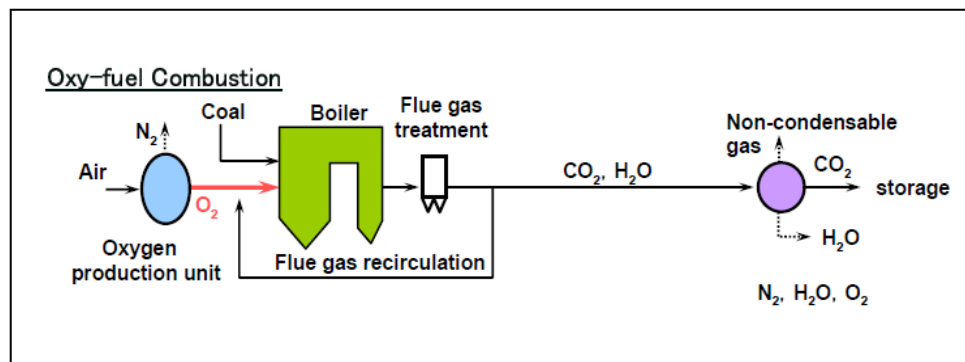 Oxy-fuel Combustion
Coal
Boiler
Flue gas
treatment
N₂
Air
O₂
Oxygen
production unit
Flue gas recirculation
CO₂, H₂O
Non-condensable
gas
CO₂
storage
H₂O
N₂, H₂O, O₂